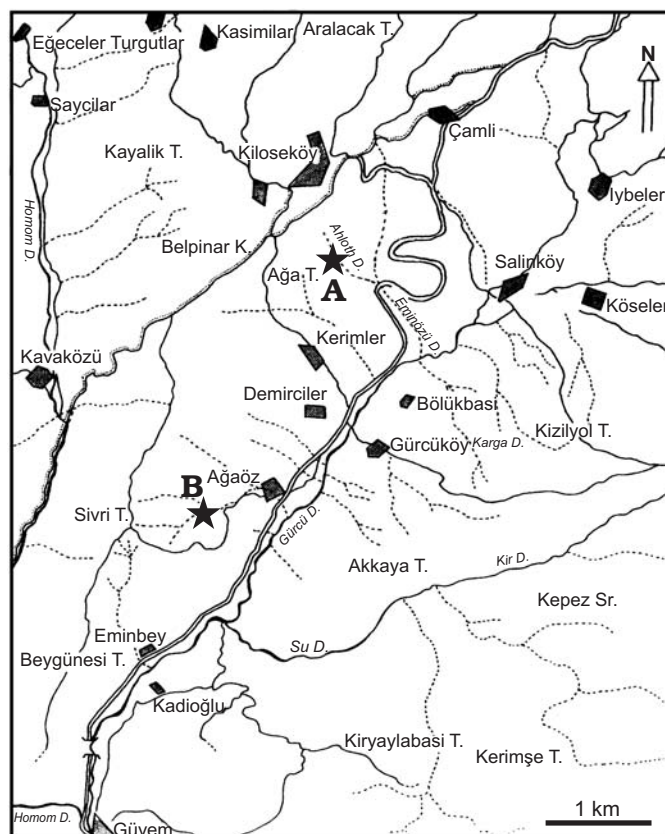 Eğeceler Turgutlar
Kasimilar
Aralacak T.
N
Saycilar
Çamli
Kayalik T.
Kiloseköy
Iybeler
Homom D.
Ahloth D.
Belpinar K.
Ağa T.
A
Salinköy
Köseler
Eminözü D.
Kerimler
Kavaközü
Demirciler
Bölükbasi
Karga D.
Kizilyol T.
Gürcüköy
B
Ağaöz
Sivri T.
Gürcü D.
Akkaya T.
Kir D.
Kepez Sr.
Eminbey
Su D.
Beygünesi T.
Kadioğlu
Kiryaylabasi T.
Kerimşe T.
1 km
Homom D.
Güvem